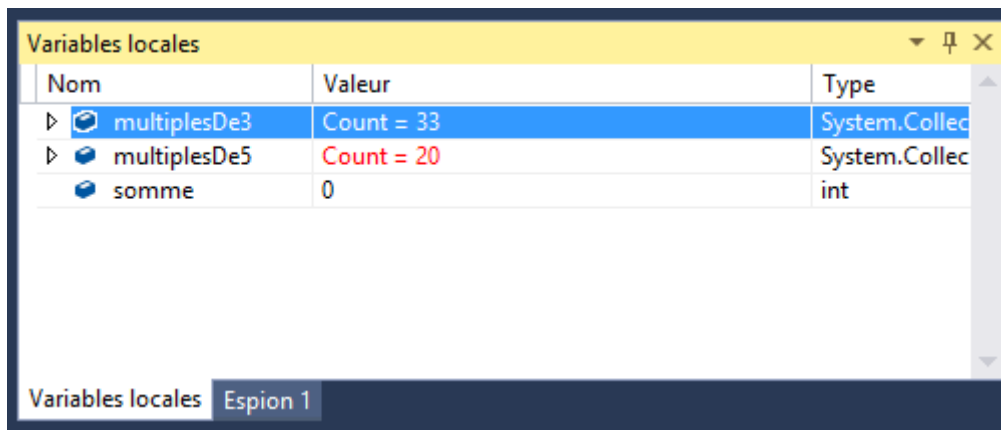 Variables locales
Nom Valeur Type
multiplesDe3 Count = 33 System.Collec
multiplesDe5 Count = 20 System.Collec
somme 0 int
Variables locales Espion 1